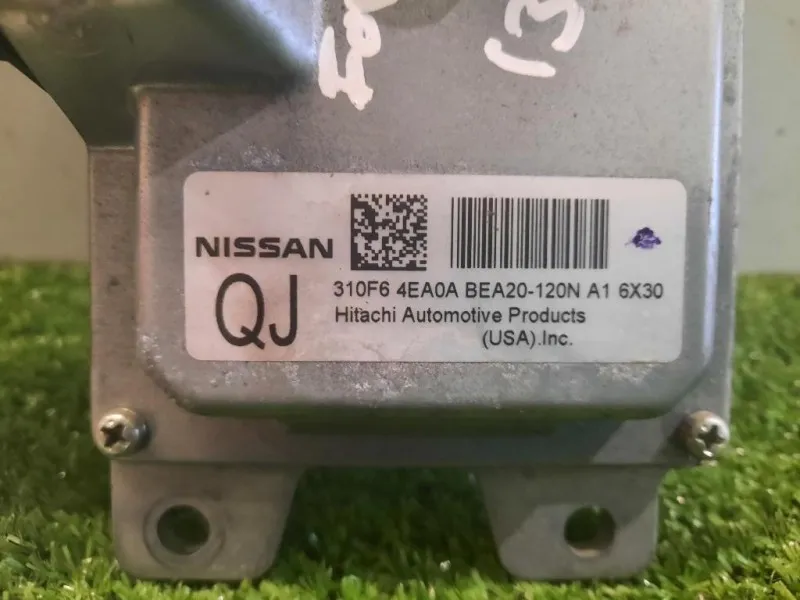 NISSAN
QJ
310F6 4EA0A BEA20-120N A1 6X30
Hitachi Automotive Products
(USA).Inc.